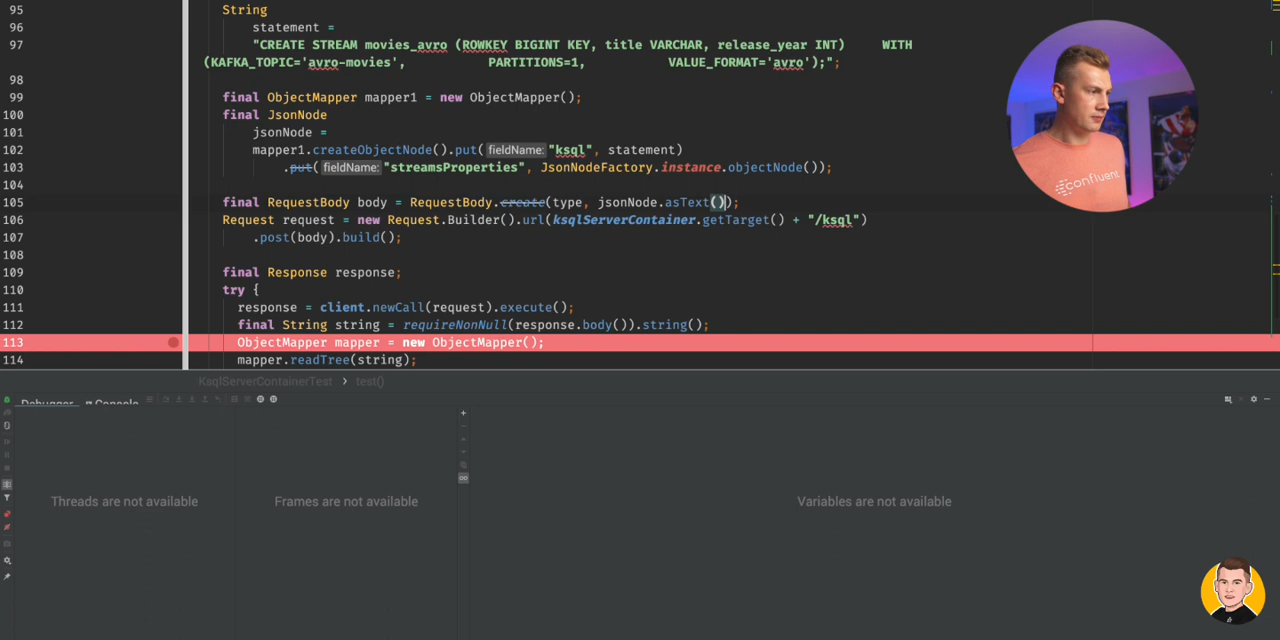 95 String
96 statement =
97 "CREATE STREAM movies_avro (ROWKEY BIGINT KEY, title VARCHAR, release_year INT) WITH
(KAFKA_TOPIC='avro-movies', PARTITIONS=1, VALUE_FORMAT='avro');";
98
99 final ObjectMapper mapper1 = new ObjectMapper();
100 final JsonNode
101 jsonNode =
102 mapper1.createObjectNode().put( fieldName: "ksql", statement)
103 .put( fieldName: "streamsProperties", JsonNodeFactory.instance.objectNode());
104
105 final RequestBody body = RequestBody.create(type, jsonNode.asText());
106 Request request = new Request.Builder().url(ksqlServerContainer.getTarget() + "/ksql")
107 .post(body).build();
108
109 final Response response;
110 try {
111 response = client.newCall(request).execute();
112 final String string = requireNonNull(response.body()).string();
113 ObjectMapper mapper = new ObjectMapper();
114 mapper.readTree(string);
confluent
KsqlServerContainerTest › test()
Debugger Console
Threads are not available
Frames are not available
Variables are not available